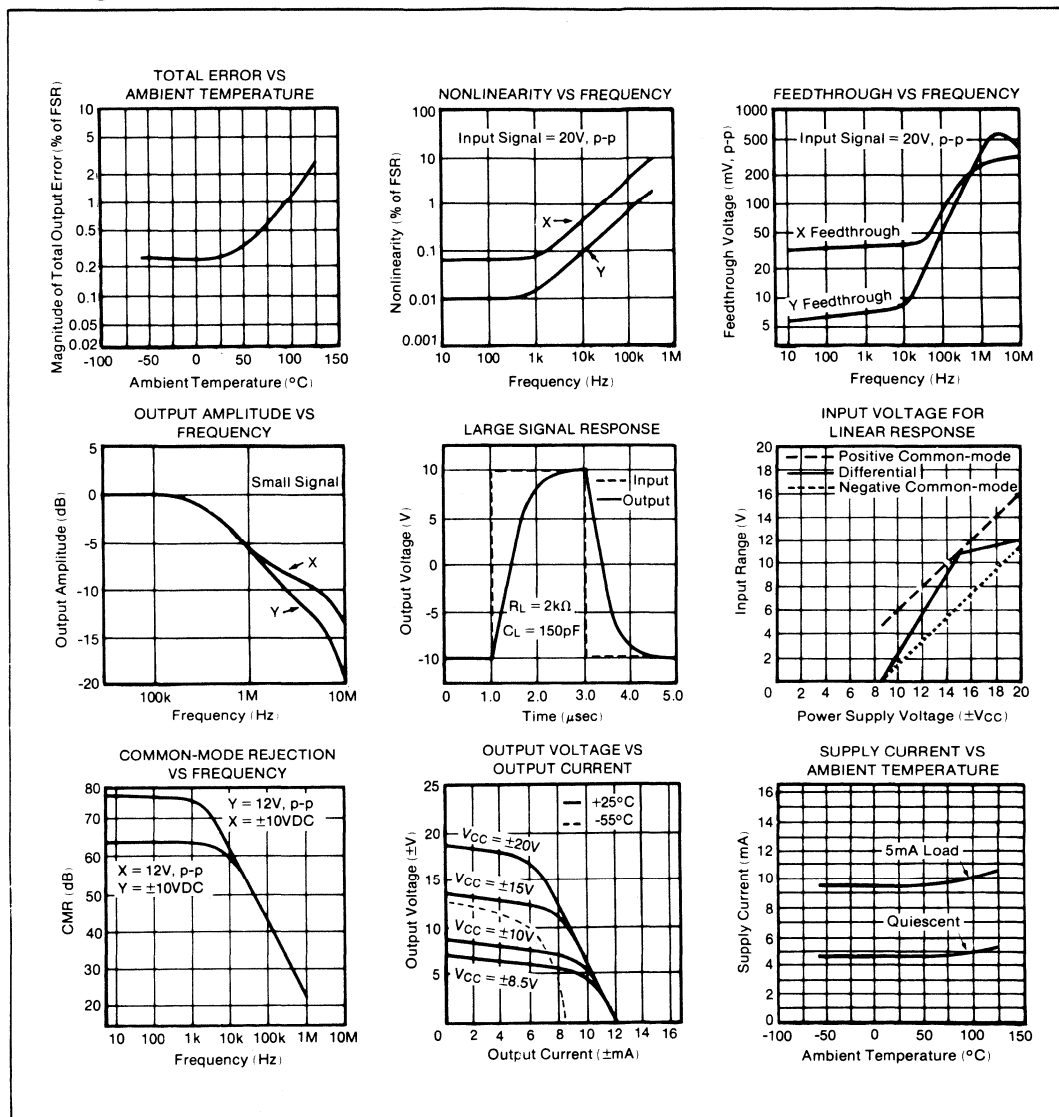 TOTAL ERROR VS
AMBIENT TEMPERATURE
Magnitude of Total Output Error (% of FSR)
10
5
2
1
0.5
0.2
0.1
0.05
0.02
-100 -50 0 50 100 150
Ambient Temperature (°C)
NONLINEARITY VS FREQUENCY
Nonlinearity (% of FSR)
100
10
1
0.1
0.01
0.001
Input Signal = 20V, p-p
X
Y
10 100 1k 10k 100k 1M
Frequency (Hz)
FEEDTHROUGH VS FREQUENCY
Feedthrough Voltage (mV, p-p)
1000
500
200
100
50
20
10
5
Input Signal = 20V, p-p
X Feedthrough
Y Feedthrough
10 100 1k 10k 100k 1M 10M
Frequency (Hz)
OUTPUT AMPLITUDE VS
FREQUENCY
Output Amplitude (dB)
5
0
-5
-10
-15
-20
Small Signal
X
Y
100k 1M 10M
Frequency (Hz)
LARGE SIGNAL RESPONSE
Output Voltage (V)
10
5
0
-5
-10
Input
Output
RL = 2kΩ
CL = 150pF
0 1.0 2.0 3.0 4.0 5.0
Time (μsec)
INPUT VOLTAGE FOR
LINEAR RESPONSE
Input Range (V)
20
18
16
14
12
10
8
6
4
2
Positive Common-mode
Differential
Negative Common-mode
0 2 4 6 8 10 12 14 16 18 20
Power Supply Voltage (±VCC)
COMMON-MODE REJECTION
VS FREQUENCY
CMR (dB)
80
70
60
50
40
30
20
Y = 12V, p-p
X = ±10VDC
X = 12V, p-p
Y = ±10VDC
10 100 1k 10k 100k 1M 10M
Frequency (Hz)
OUTPUT VOLTAGE VS
OUTPUT CURRENT
Output Voltage (±V)
25
20
15
10
5
+25°C
-55°C
VCC = ±20V
VCC = ±15V
VCC = ±10V
VCC = ±8.5V
0 2 4 6 8 10 12 14 16
Output Current (±mA)
SUPPLY CURRENT VS
AMBIENT TEMPERATURE
Supply Current (mA)
16
14
12
10
8
6
4
3
2
0
5mA Load
Quiescent
-100 -50 0 50 100 150
Ambient Temperature (°C)